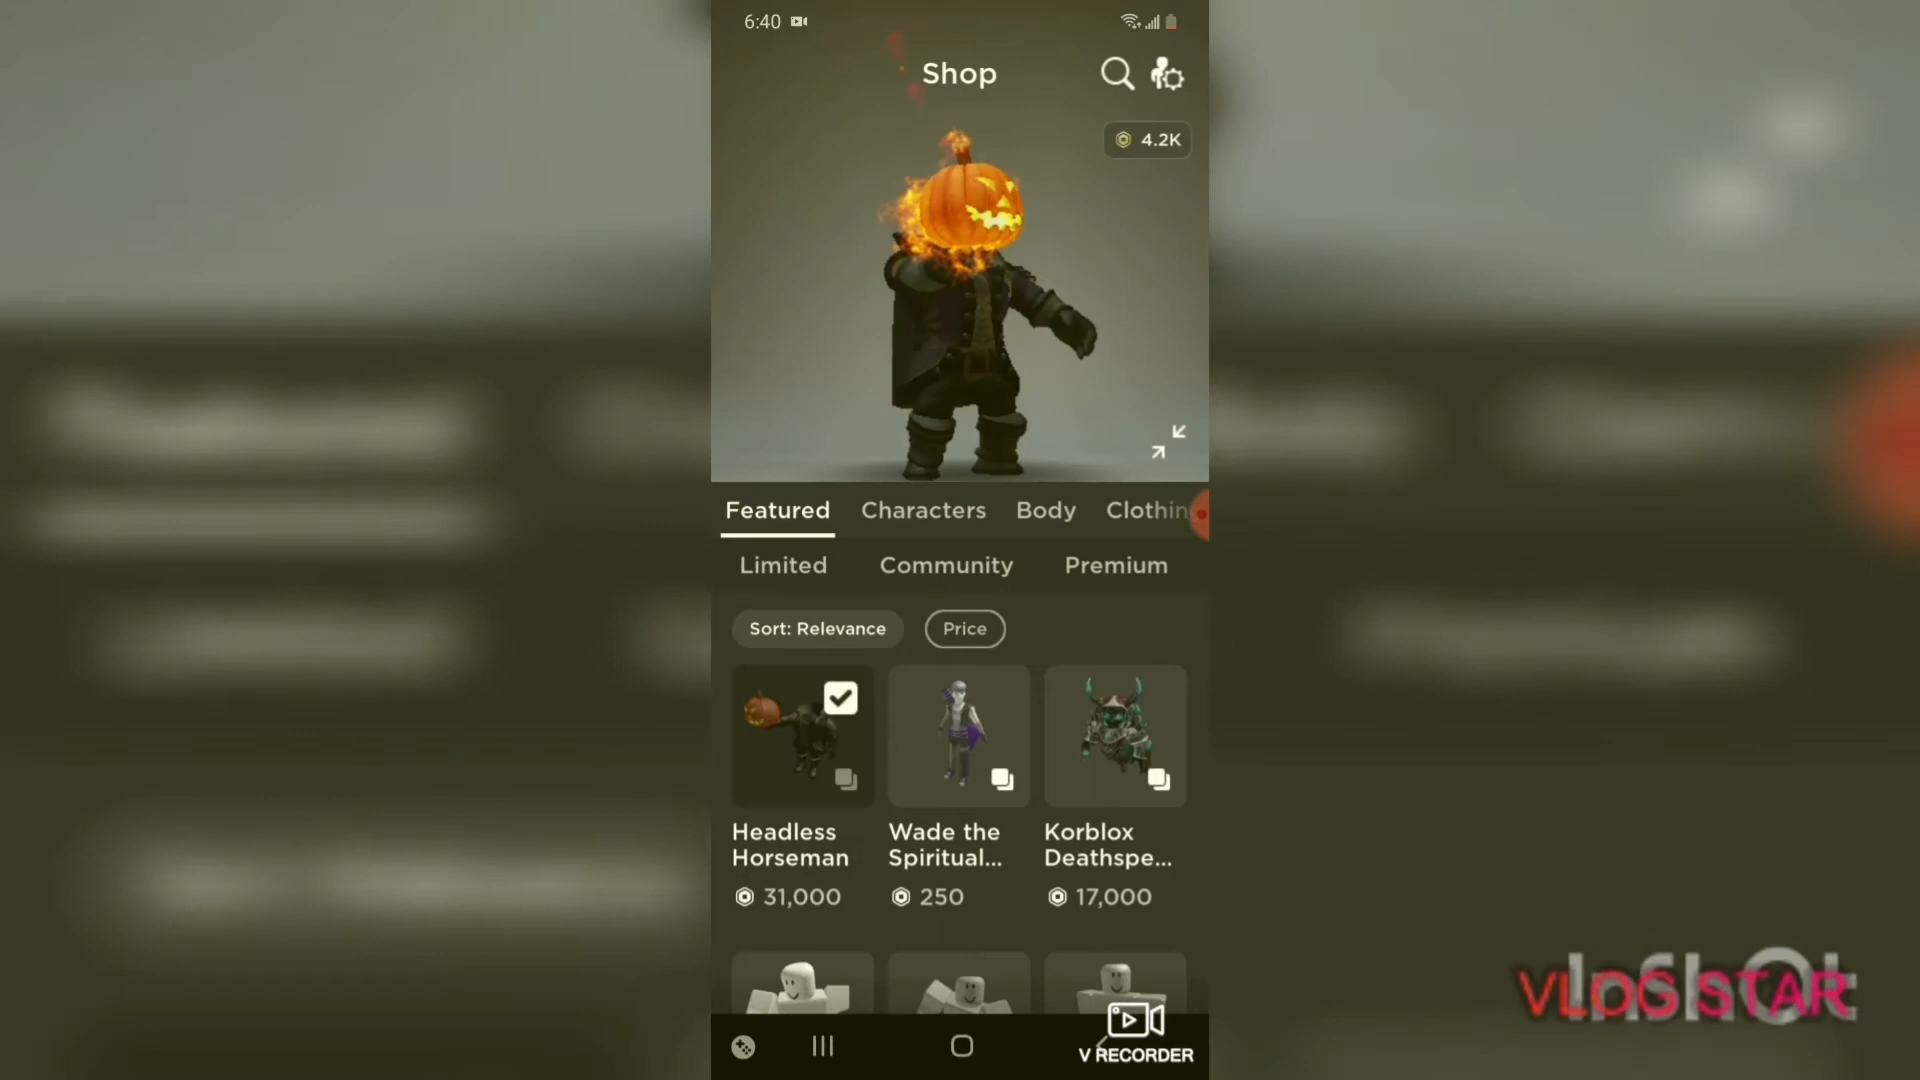 6:40
Shop
4.2K
Featured Characters Body Clothin
Limited Community Premium
Sort: Relevance Price
Headless Horseman
Wade the Spiritual...
Korblox Deathspe...
31,000 250 17,000
V RECORDER
VLOG STAR
InShot